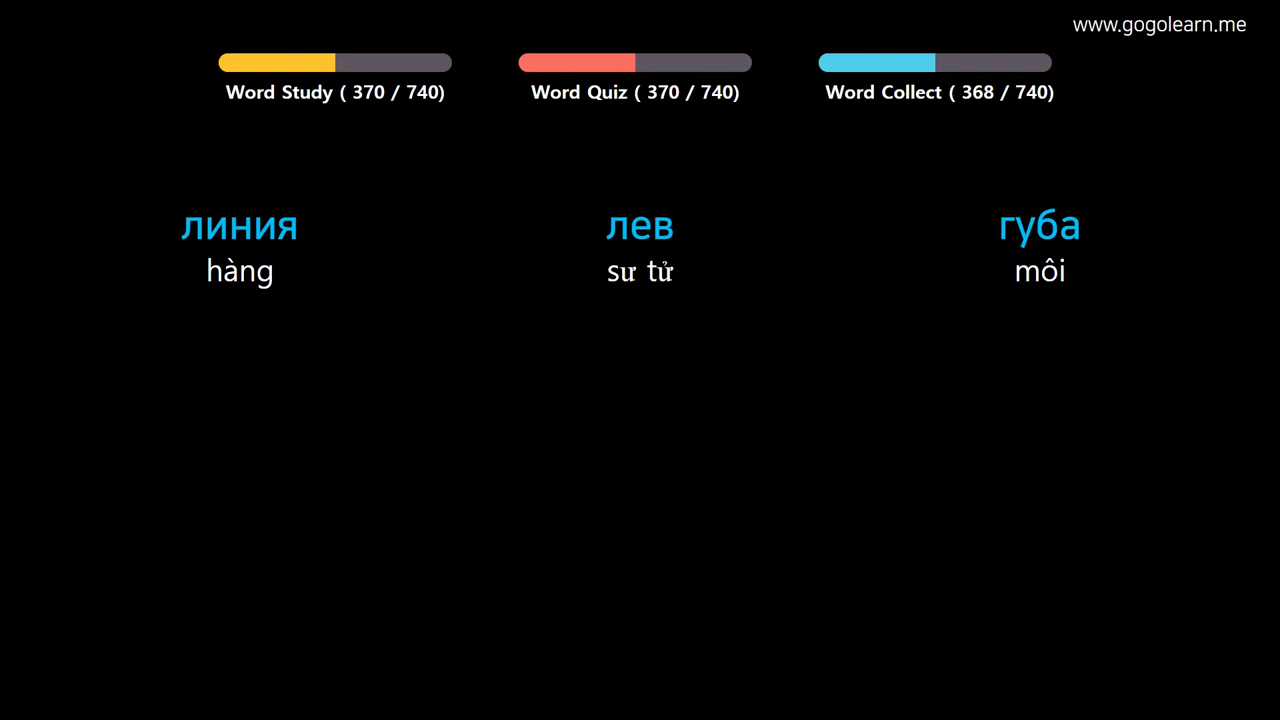 www.gogolearn.me
Word Study ( 370 / 740)
Word Quiz ( 370 / 740)
Word Collect ( 368 / 740)
линия
hàng
лев
sư tử
губа
môi